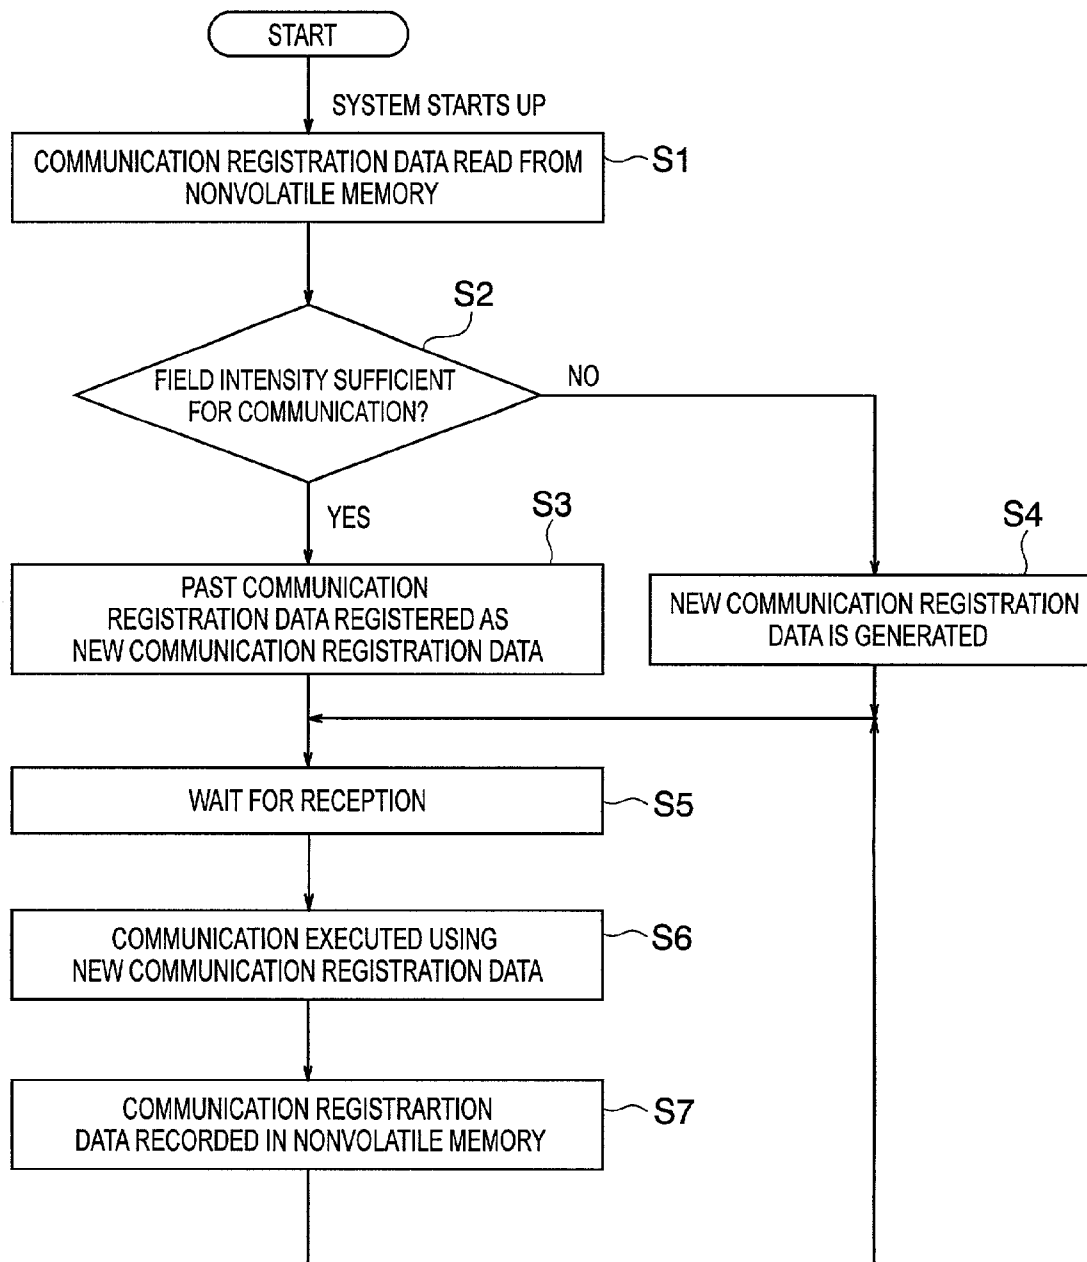 START
SYSTEM STARTS UP
COMMUNICATION REGISTRATION DATA READ FROM
NONVOLATILE MEMORY
S1
S2
FIELD INTENSITY SUFFICIENT
FOR COMMUNICATION?
NO
YES
S3
S4
PAST COMMUNICATION
REGISTRATION DATA REGISTERED AS
NEW COMMUNICATION REGISTRATION DATA
NEW COMMUNICATION REGISTRATION
DATA IS GENERATED
WAIT FOR RECEPTION
S5
COMMUNICATION EXECUTED USING
NEW COMMUNICATION REGISTRATION DATA
S6
COMMUNICATION REGISTRARTION
DATA RECORDED IN NONVOLATILE MEMORY
S7